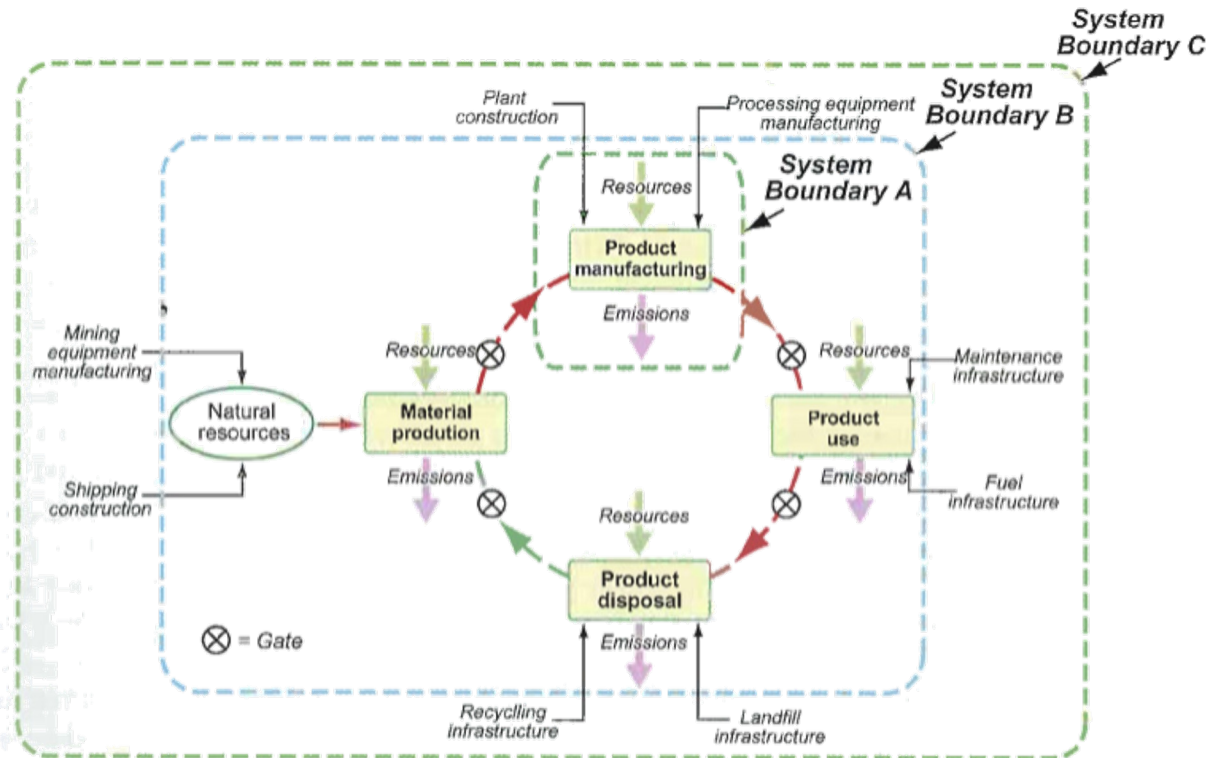 System
Boundary C
System
Boundary B
Plant
construction
Processing equipment
manufacturing
System
Boundary A
Resources
Product
manufacturing
Emissions
Mining
equipment
manufacturing
Resources
Resources
Maintenance
infrastructure
Natural
resources
Material
prodution
Product
use
Emissions
Emissions
Shipping
construction
Fuel
infrastructure
Resources
Product
disposal
Emissions
= Gate
Recyclling
infrastructure
Landfill
infrastructure